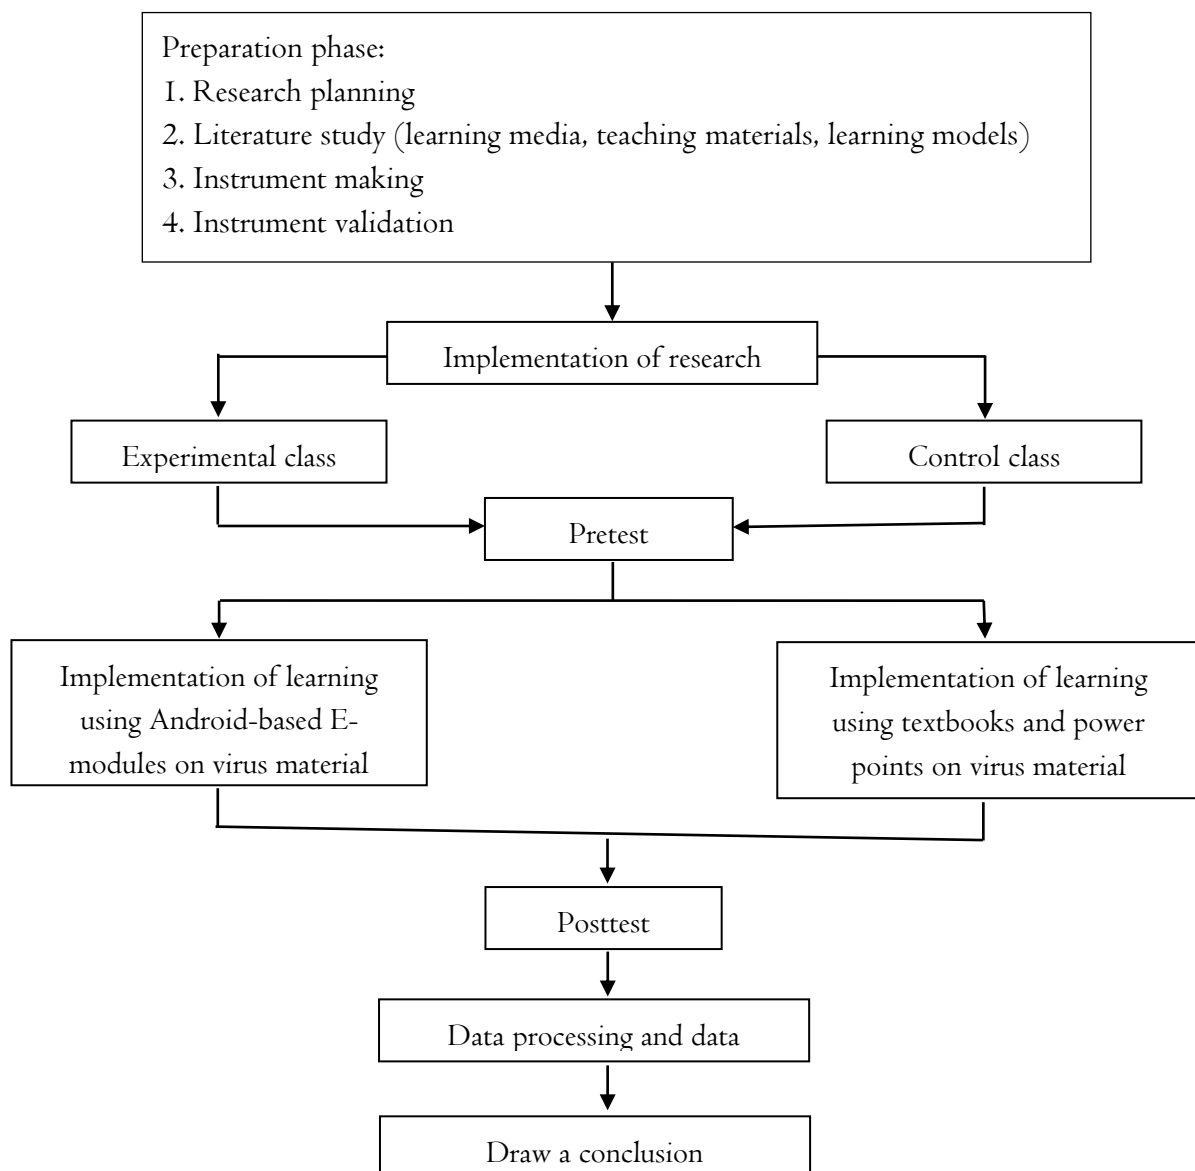 Preparation phase:
1. Research planning
2. Literature study (learning media, teaching materials, learning models)
3. Instrument making
4. Instrument validation
Implementation of research
Experimental class
Control class
Pretest
Implementation of learning
using Android-based E-
modules on virus material
Implementation of learning
using textbooks and power
points on virus material
Posttest
Data processing and data
Draw a conclusion